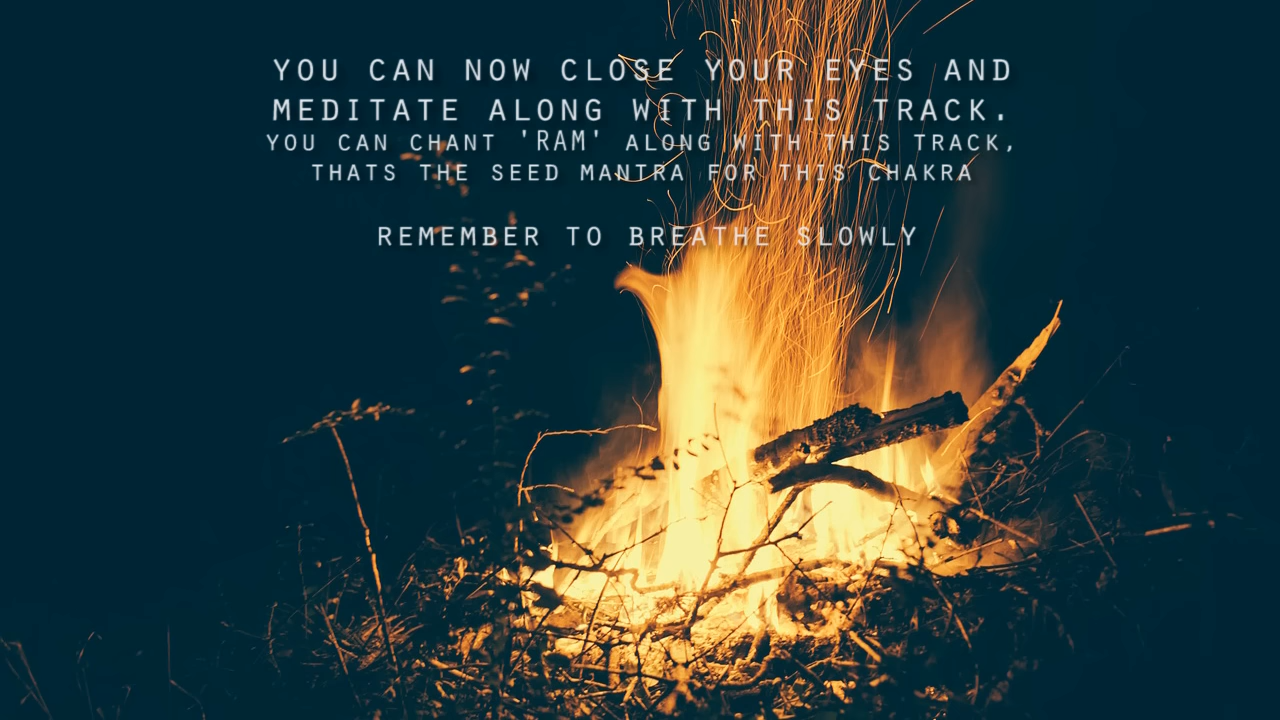 YOU CAN NOW CLOSE YOUR EYES AND
MEDITATE ALONG WITH THIS TRACK.
YOU CAN CHANT 'RAM' ALONG WITH THIS TRACK,
THATS THE SEED MANTRA FOR THIS CHAKRA
REMEMBER TO BREATHE SLOWLY